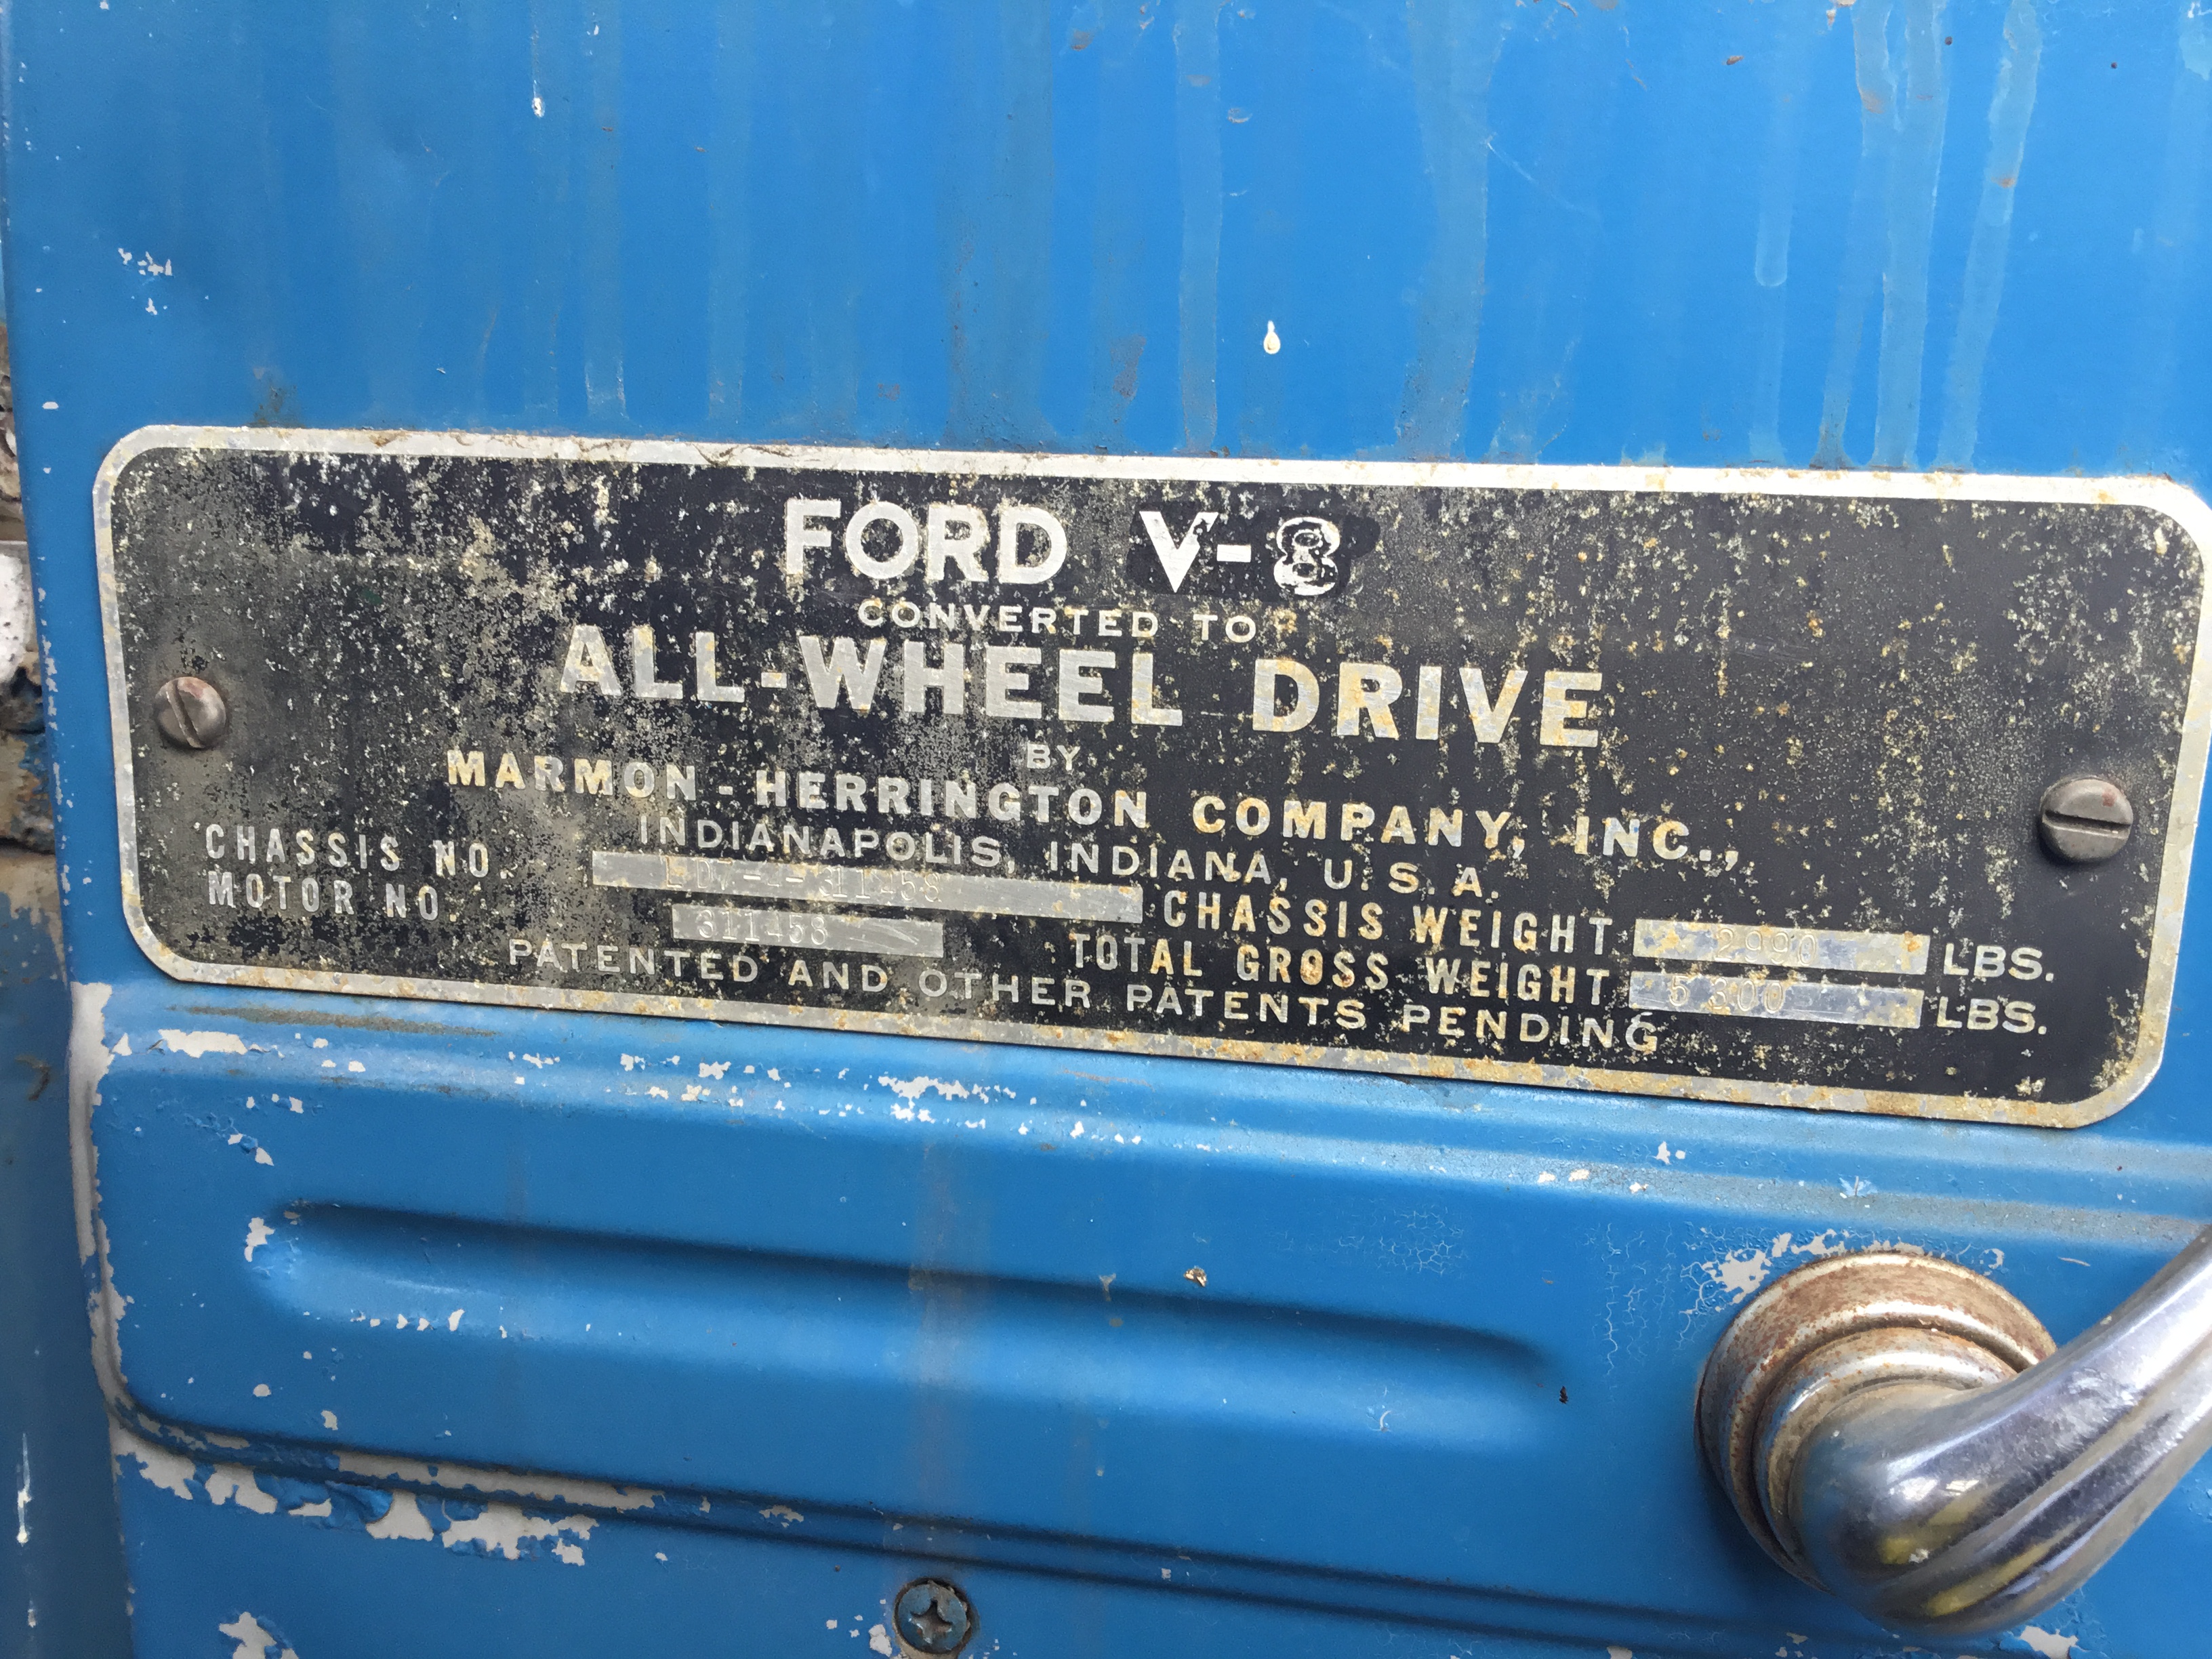 FORD V-8
CONVERTED TO
ALL-WHEEL DRIVE
BY
MARMON-HERRINGTON COMPANY, INC.,
INDIANAPOLIS, INDIANA, U.S.A.
CHASSIS NO. CHASSIS WEIGHT 2990 LBS.
MOTOR NO. 311458 TOTAL GROSS WEIGHT 5300 LBS.
PATENTED AND OTHER PATENTS PENDING